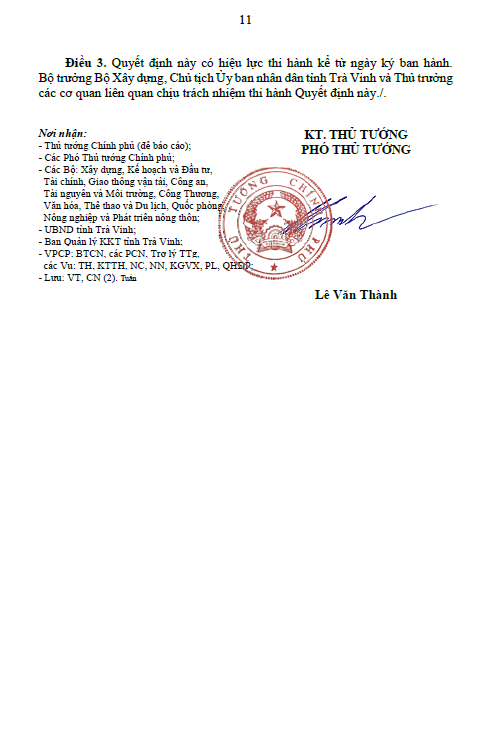 11
Điều 3. Quyết định này có hiệu lực thi hành kể từ ngày ký ban hành.
Bộ trưởng Bộ Xây dựng, Chủ tịch Ủy ban nhân dân tỉnh Trà Vinh và Thủ trưởng
các cơ quan liên quan chịu trách nhiệm thi hành Quyết định này./.
Nơi nhận:
- Thủ tướng Chính phủ (để báo cáo);
- Các Phó Thủ tướng Chính phủ;
- Các Bộ: Xây dựng, Kế hoạch và Đầu tư,
Tài chính, Giao thông vận tải, Công an,
Tài nguyên và Môi trường, Công Thương,
Văn hóa, Thể thao và Du lịch, Quốc phòng,
Nông nghiệp và Phát triển nông thôn;
- UBND tỉnh Trà Vinh;
- Ban Quản lý KKT tỉnh Trà Vinh;
- VPCP: BTCN, các PCN, Trợ lý TTg,
các Vụ: TH, KTTH, NC, NN, KGVX, PL, QHĐP;
- Lưu: VT, CN (2). Tuấn
KT. THỦ TƯỚNG
PHÓ THỦ TƯỚNG
THỦ TƯỚNG CHÍNH PHỦ
Lê Văn Thành